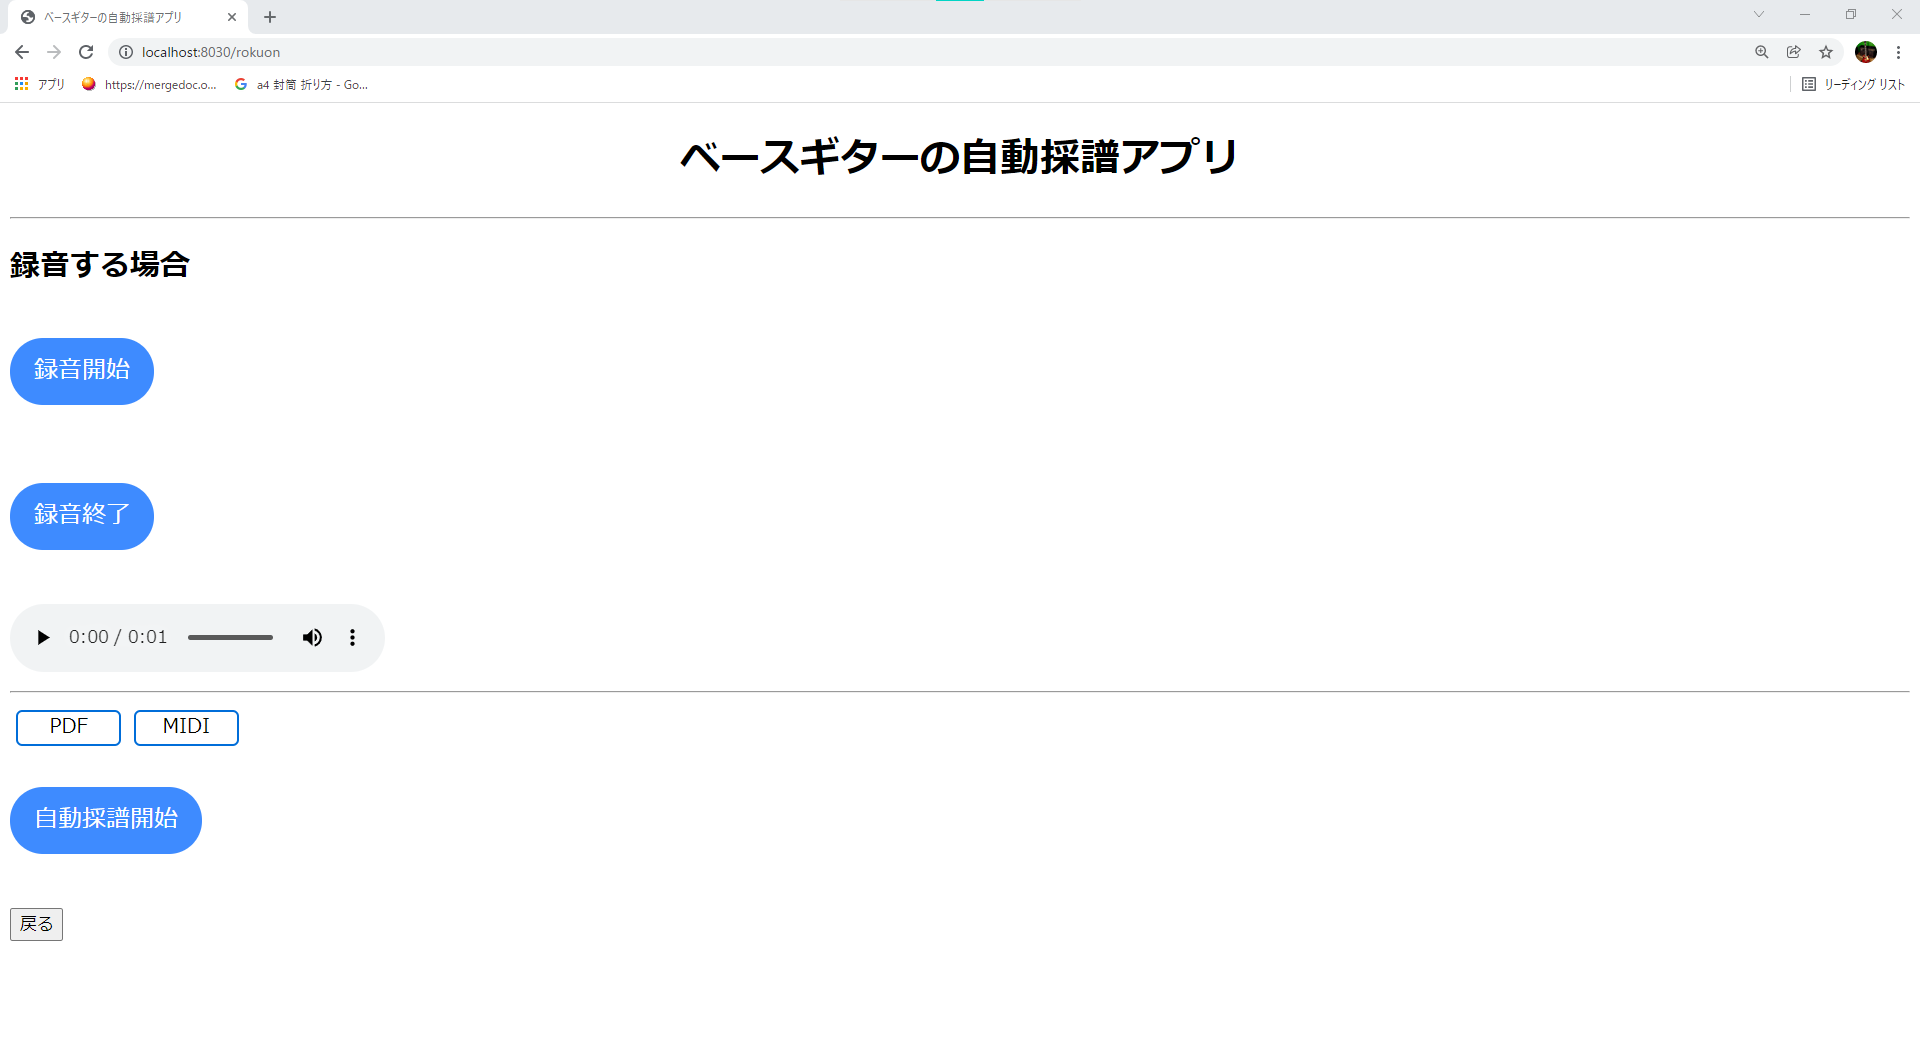 ベースギターの自動採譜アプリ
localhost:8030/rokuon
アプリ
https://mergedoc.o...
a4 封筒 折り方 - Go...
リーディング リスト
ベースギターの自動採譜アプリ
録音する場合
録音開始
録音終了
0:00 / 0:01
PDF
MIDI
自動採譜開始
戻る